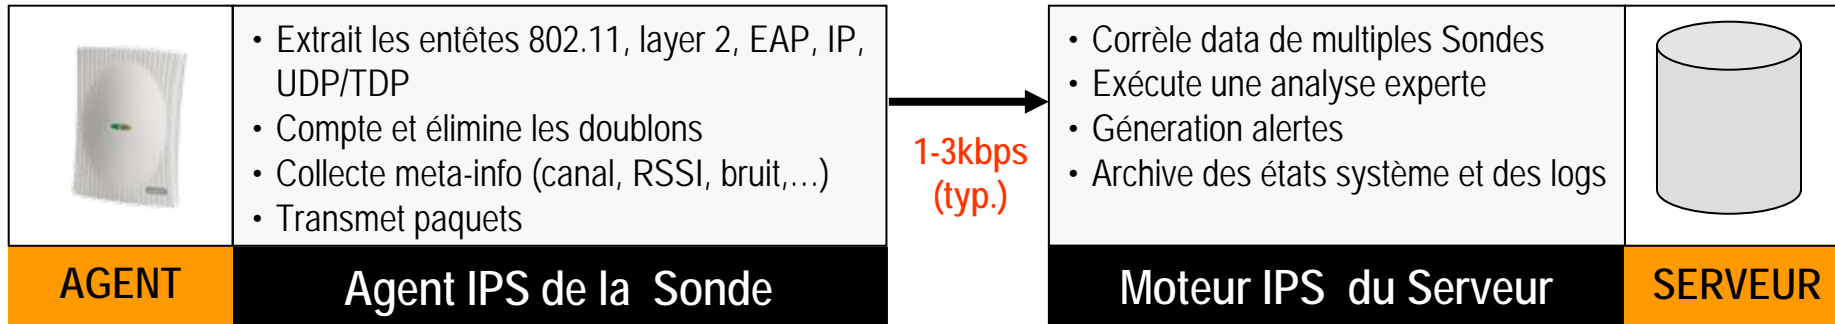 • Extrait les entêtes 802.11, layer 2, EAP, IP,
UDP/TDP
• Compte et élimine les doublons
• Collecte meta-info (canal, RSSI, bruit,…)
• Transmet paquets
AGENT
Agent IPS de la Sonde
1-3kbps
(typ.)
• Corrèle data de multiples Sondes
• Exécute une analyse experte
• Géneration alertes
• Archive des états système et des logs
Moteur IPS du Serveur
SERVEUR